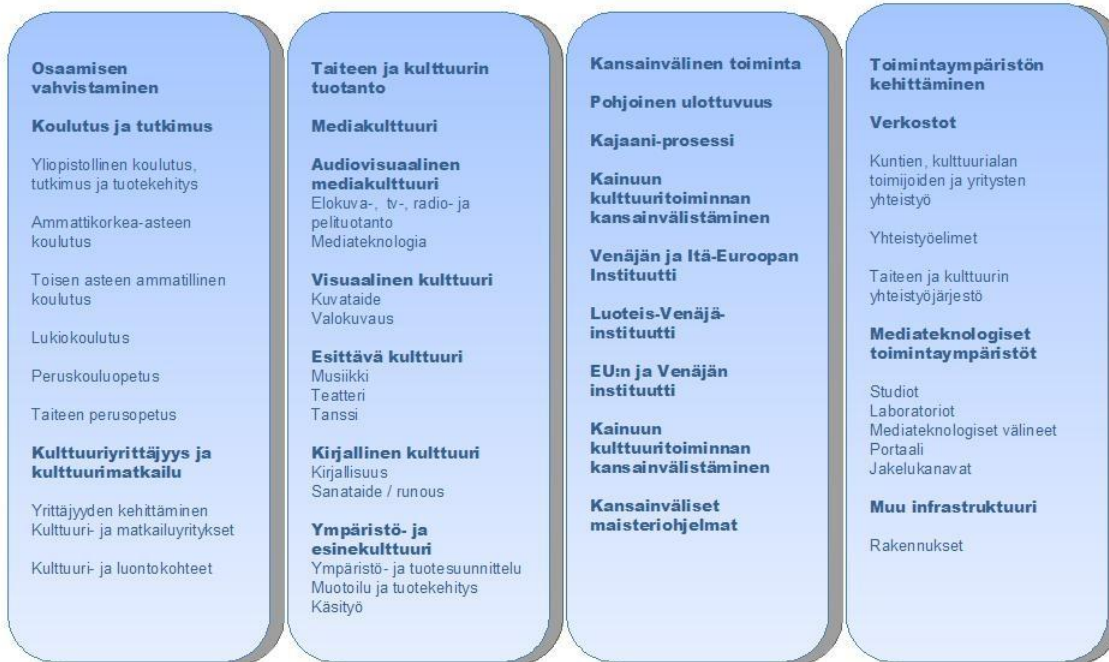 Osaamisen
vahvistaminen
Koulutus ja tutkimus
Yliopistollinen koulutus,
tutkimus ja tuotekehitys
Ammattikorkea-asteen
koulutus
Toisen asteen ammatillinen
koulutus
Lukiokoulutus
Peruskouluopetus
Taiteen perusopetus
Kulttuuriyrittäjyys ja
kulttuurimatkailu
Yrittäjyyden kehittäminen
Kulttuuri- ja matkailuyritykset
Kulttuuri- ja luontokohteet
Taiteen ja kulttuurin
tuotanto
Mediakulttuuri
Audiovisuaalinen
mediakulttuuri
Elokuva-, tv-, radio- ja
pelituotanto
Mediateknologia
Visuaalinen kulttuuri
Kuvataide
Valokuvaus
Esittävä kulttuuri
Musiikki
Teatteri
Tanssi
Kirjallinen kulttuuri
Kirjallisuus
Sanataide / runous
Ympäristö- ja
esinekulttuuri
Ympäristö- ja tuotesuunnittelu
Muotoilu ja tuotekehitys
Käsityö
Kansainvälinen toiminta
Pohjoinen ulottuvuus
Kajaani-prosessi
Kainuun
kulttuuritoiminnan
kansainvälistäminen
Venäjän ja Itä-Euroopan
Instituutti
Luoteis-Venäjä-
instituutti
EU:n ja Venäjän
instituutti
Kainuun
kulttuuritoiminnan
kansainvälistäminen
Kansainväliset
maisteriohjelmat
Toimintaympäristön
kehittäminen
Verkostot
Kuntien, kulttuurialan
toimijoiden ja yritysten
yhteistyö
Yhteistyöelimet
Taiteen ja kulttuurin
yhteistyöjärjestö
Mediateknologiset
toimintaympäristöt
Studiot
Laboratoriot
Mediateknologiset välineet
Portaali
Jakelukanavat
Muu infrastruktuuri
Rakennukset